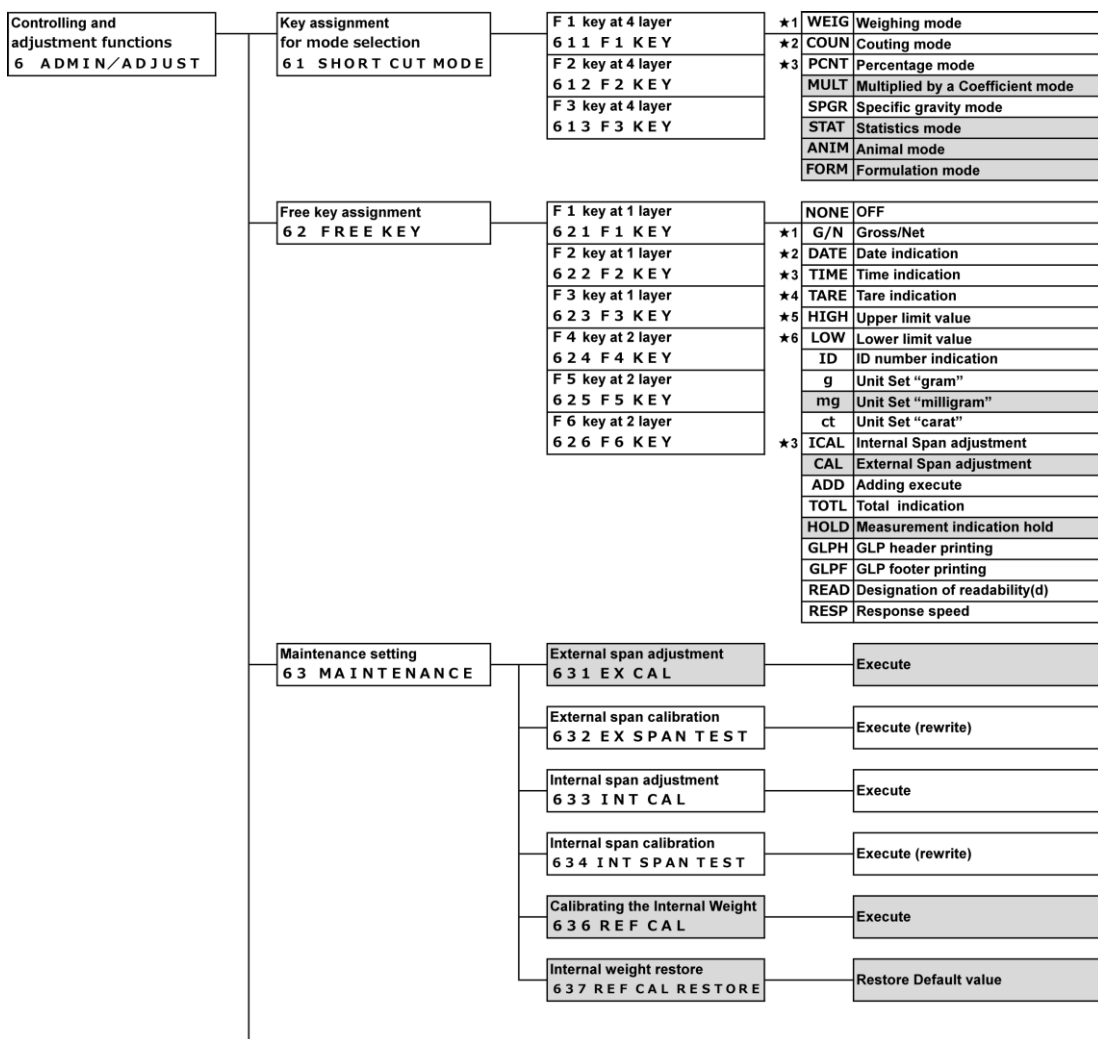 Controlling and
adjustment functions
6 ADMIN/ADJUST
Key assignment
for mode selection
61 SHORT CUT MODE
F 1 key at 4 layer
611 F1 KEY
F 2 key at 4 layer
612 F2 KEY
F 3 key at 4 layer
613 F3 KEY
★1 WEIG Weighing mode
★2 COUN Couting mode
★3 PCNT Percentage mode
MULT Multiplied by a Coefficient mode
SPGR Specific gravity mode
STAT Statistics mode
ANIM Animal mode
FORM Formulation mode
Free key assignment
62 FREE KEY
F 1 key at 1 layer
621 F1 KEY
F 2 key at 1 layer
622 F2 KEY
F 3 key at 1 layer
623 F3 KEY
F 4 key at 2 layer
624 F4 KEY
F 5 key at 2 layer
625 F5 KEY
F 6 key at 2 layer
626 F6 KEY
NONE OFF
★1 G/N Gross/Net
★2 DATE Date indication
★3 TIME Time indication
★4 TARE Tare indication
★5 HIGH Upper limit value
★6 LOW Lower limit value
ID ID number indication
g Unit Set “gram”
mg Unit Set “milligram”
ct Unit Set “carat”
★3 ICAL Internal Span adjustment
CAL External Span adjustment
ADD Adding execute
TOTL Total indication
HOLD Measurement indication hold
GLPH GLP header printing
GLPF GLP footer printing
READ Designation of readability(d)
RESP Response speed
Maintenance setting
63 MAINTENANCE
External span adjustment
631 EX CAL
Execute
External span calibration
632 EX SPAN TEST
Execute (rewrite)
Internal span adjustment
633 INT CAL
Execute
Internal span calibration
634 INT SPAN TEST
Execute (rewrite)
Calibrating the Internal Weight
636 REF CAL
Execute
Internal weight restore
637 REF CAL RESTORE
Restore Default value